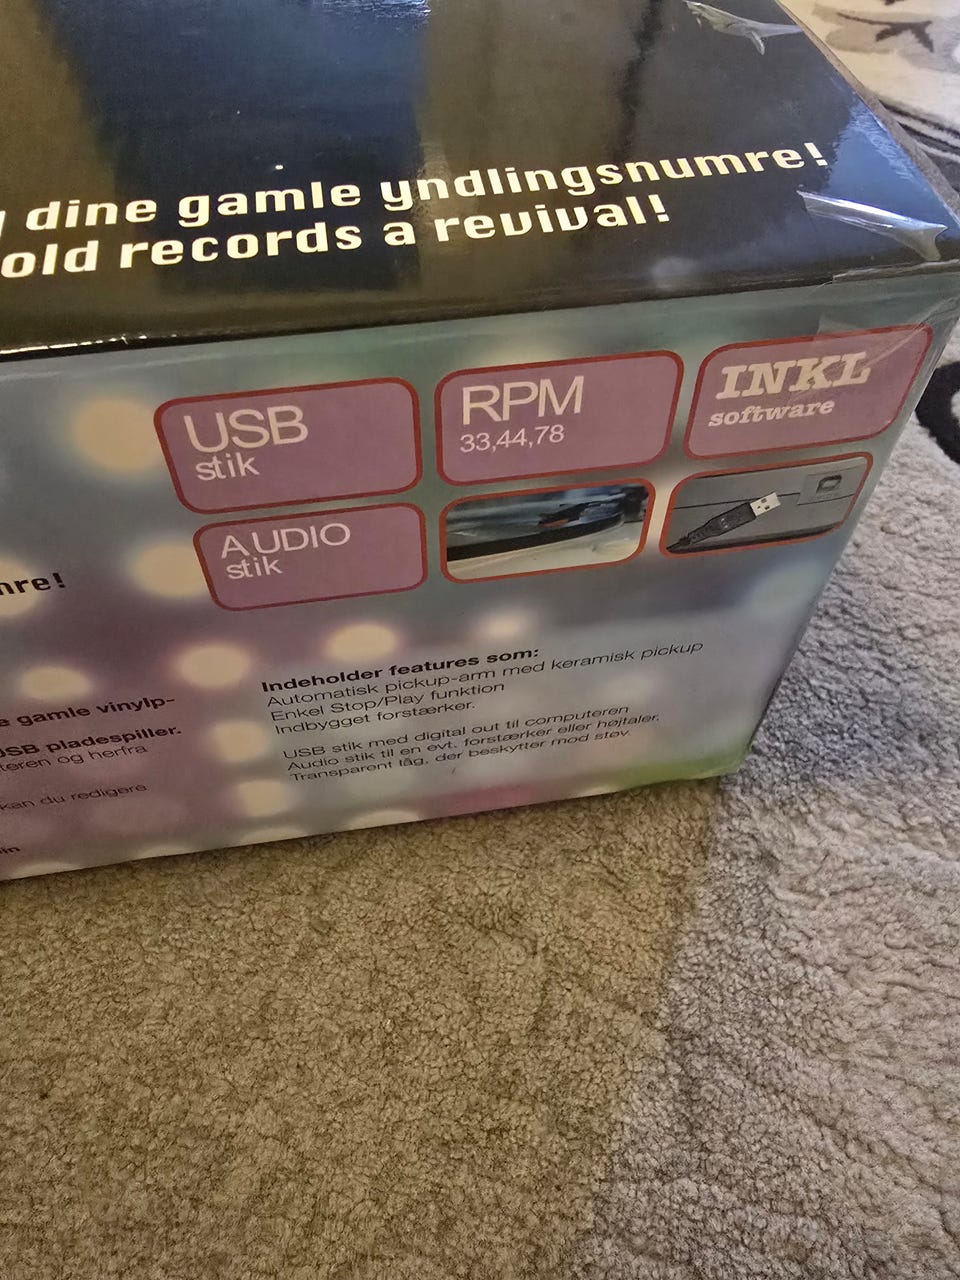 dine gamle yndlingsnumre!
old records a revival!
USB
stik
RPM
33,44,78
INKL
software
AUDIO
stik
nre!
e gamle vinylp-
USB pladespiller.
teren og herfra
kan du redigere
Indeholder features som:
Automatisk pickup-arm med keramisk pickup
Enkel Stop/Play funktion
Indbygget forstærker.
USB stik med digital out til computeren
Audio stik til en evt. forstærker eller højtaler.
Transparent låg, der beskytter mod støv.